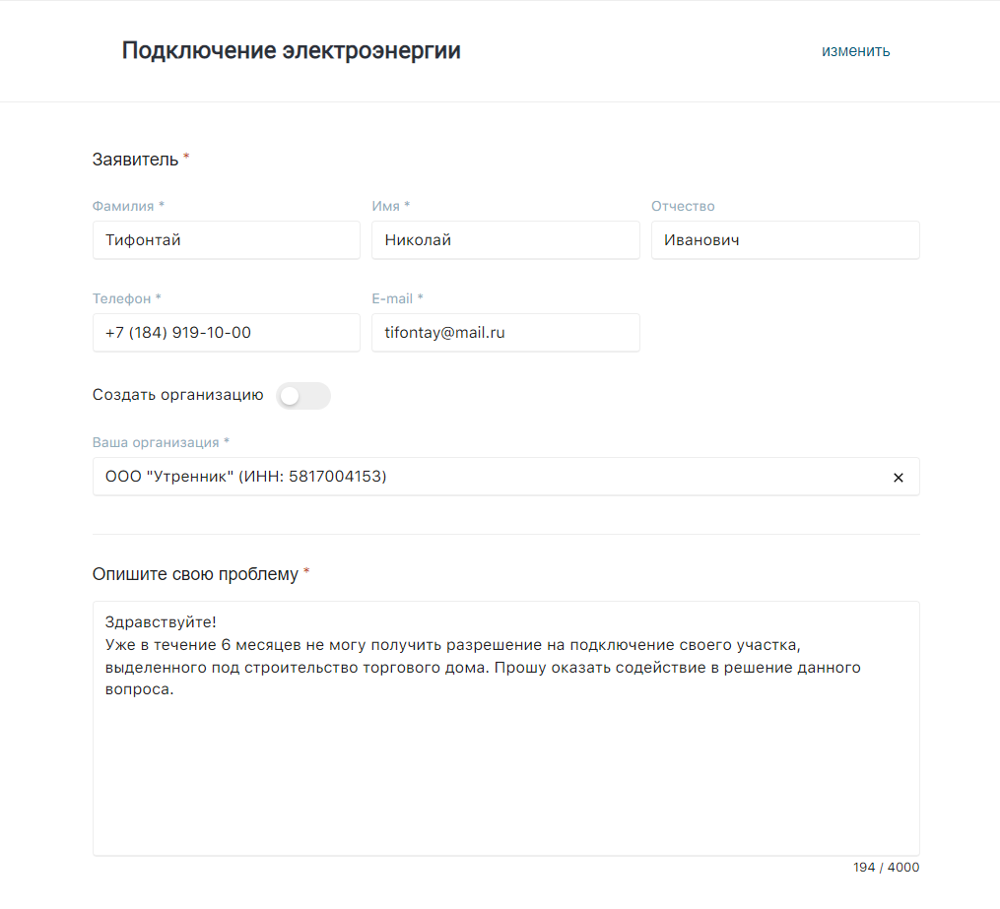 Подключение электроэнергии
изменить
Заявитель *
Фамилия * Имя * Отчество
Тифонтай Николай Иванович
Телефон * E-mail *
+7 (184) 919-10-00 tifontay@mail.ru
Создать организацию
Ваша организация *
ООО "Утренник" (ИНН: 5817004153)
Опишите свою проблему *
Здравствуйте!
Уже в течение 6 месяцев не могу получить разрешение на подключение своего участка,
выделенного под строительство торгового дома. Прошу оказать содействие в решение данного
вопроса.
194 / 4000